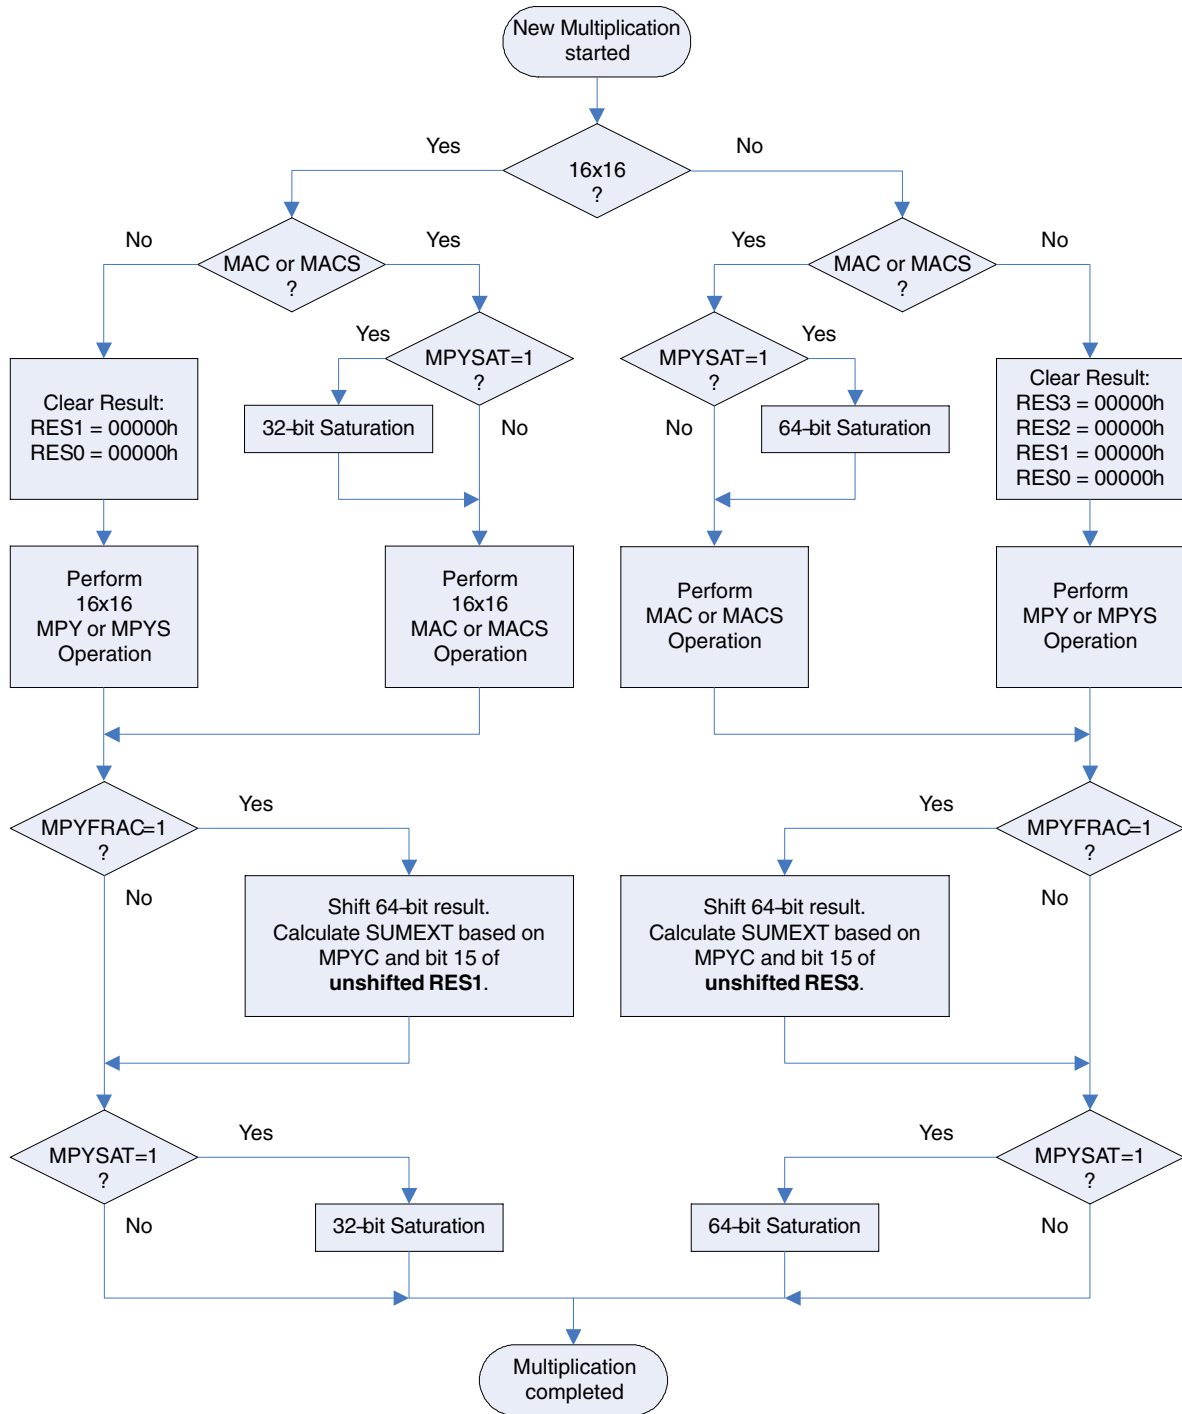 New Multiplication
started
Yes
No
16x16
?
No
Yes
Yes
No
MAC or MACS
?
MAC or MACS
?
Yes
Yes
MPYSAT=1
?
MPYSAT=1
?
Clear Result:
RES1 = 00000h
RES0 = 00000h
Clear Result:
RES3 = 00000h
RES2 = 00000h
RES1 = 00000h
RES0 = 00000h
32-bit Saturation
No
No
64-bit Saturation
Perform
16x16
MPY or MPYS
Operation
Perform
16x16
MAC or MACS
Operation
Perform
MAC or MACS
Operation
Perform
MPY or MPYS
Operation
Yes
Yes
MPYFRAC=1
?
MPYFRAC=1
?
No
No
Shift 64-bit result.
Calculate SUMEXT based on
MPYC and bit 15 of
unshifted RES1.
Shift 64-bit result.
Calculate SUMEXT based on
MPYC and bit 15 of
unshifted RES3.
Yes
Yes
MPYSAT=1
?
MPYSAT=1
?
No
No
32-bit Saturation
64-bit Saturation
Multiplication
completed